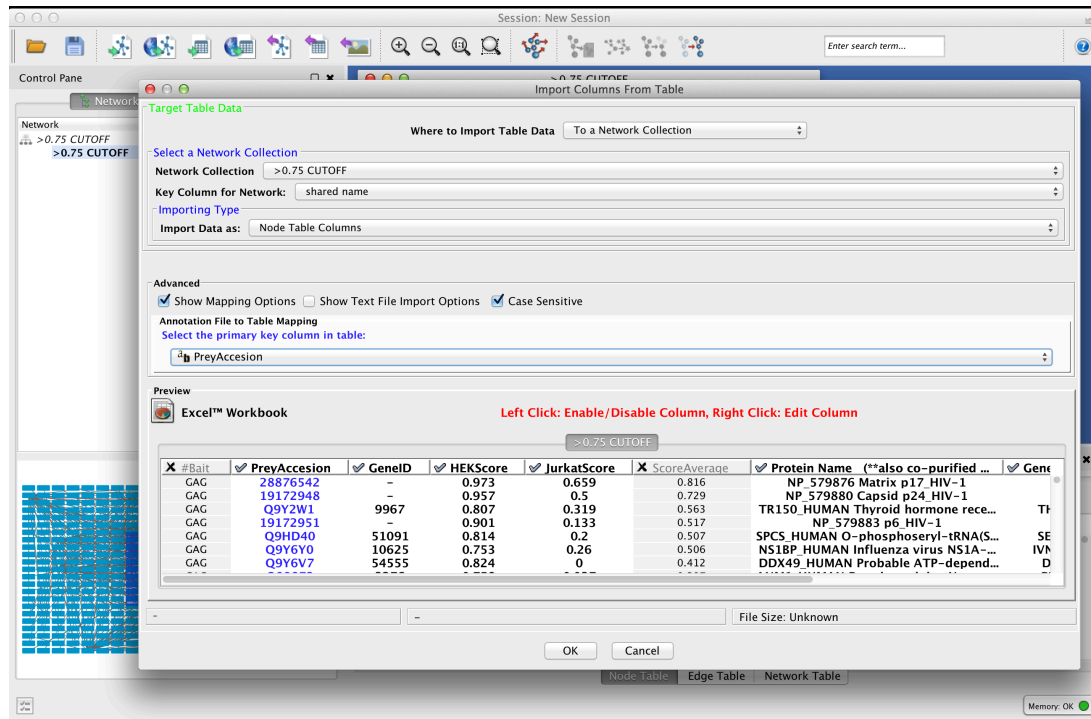 Session: New Session
Enter search term...
Control Pane
>0.75 CUTOFF
Network
Network
>0.75 CUTOFF
>0.75 CUTOFF
Import Columns From Table
Target Table Data
Where to Import Table Data To a Network Collection
Select a Network Collection
Network Collection >0.75 CUTOFF
Key Column for Network: shared name
Importing Type
Import Data as: Node Table Columns
Advanced
Show Mapping Options Show Text File Import Options Case Sensitive
Annotation File to Table Mapping
Select the primary key column in table:
ab PreyAccesion
Preview
Excel™ Workbook Left Click: Enable/Disable Column, Right Click: Edit Column
>0.75 CUTOFF
#Bait PreyAccesion GeneID HEKScore JurkatScore ScoreAverage Protein Name (**also co-purified ... Gene
GAG 28876542 – 0.973 0.659 0.816 NP_579876 Matrix p17_HIV-1
GAG 19172948 – 0.957 0.5 0.729 NP_579880 Capsid p24_HIV-1
GAG Q9Y2W1 9967 0.807 0.319 0.563 TR150_HUMAN Thyroid hormone rece... TH
GAG 19172951 – 0.901 0.133 0.517 NP_579883 p6_HIV-1
GAG Q9HD40 51091 0.814 0.2 0.507 SPCS_HUMAN O-phosphoseryl-tRNA(S... SE
GAG Q9Y6Y0 10625 0.753 0.26 0.506 NS1BP_HUMAN Influenza virus NS1A-... IVN
GAG Q9Y6V7 54555 0.824 0 0.412 DDX49_HUMAN Probable ATP-depend... D
– – File Size: Unknown
OK Cancel
Node Table Edge Table Network Table
Memory: OK